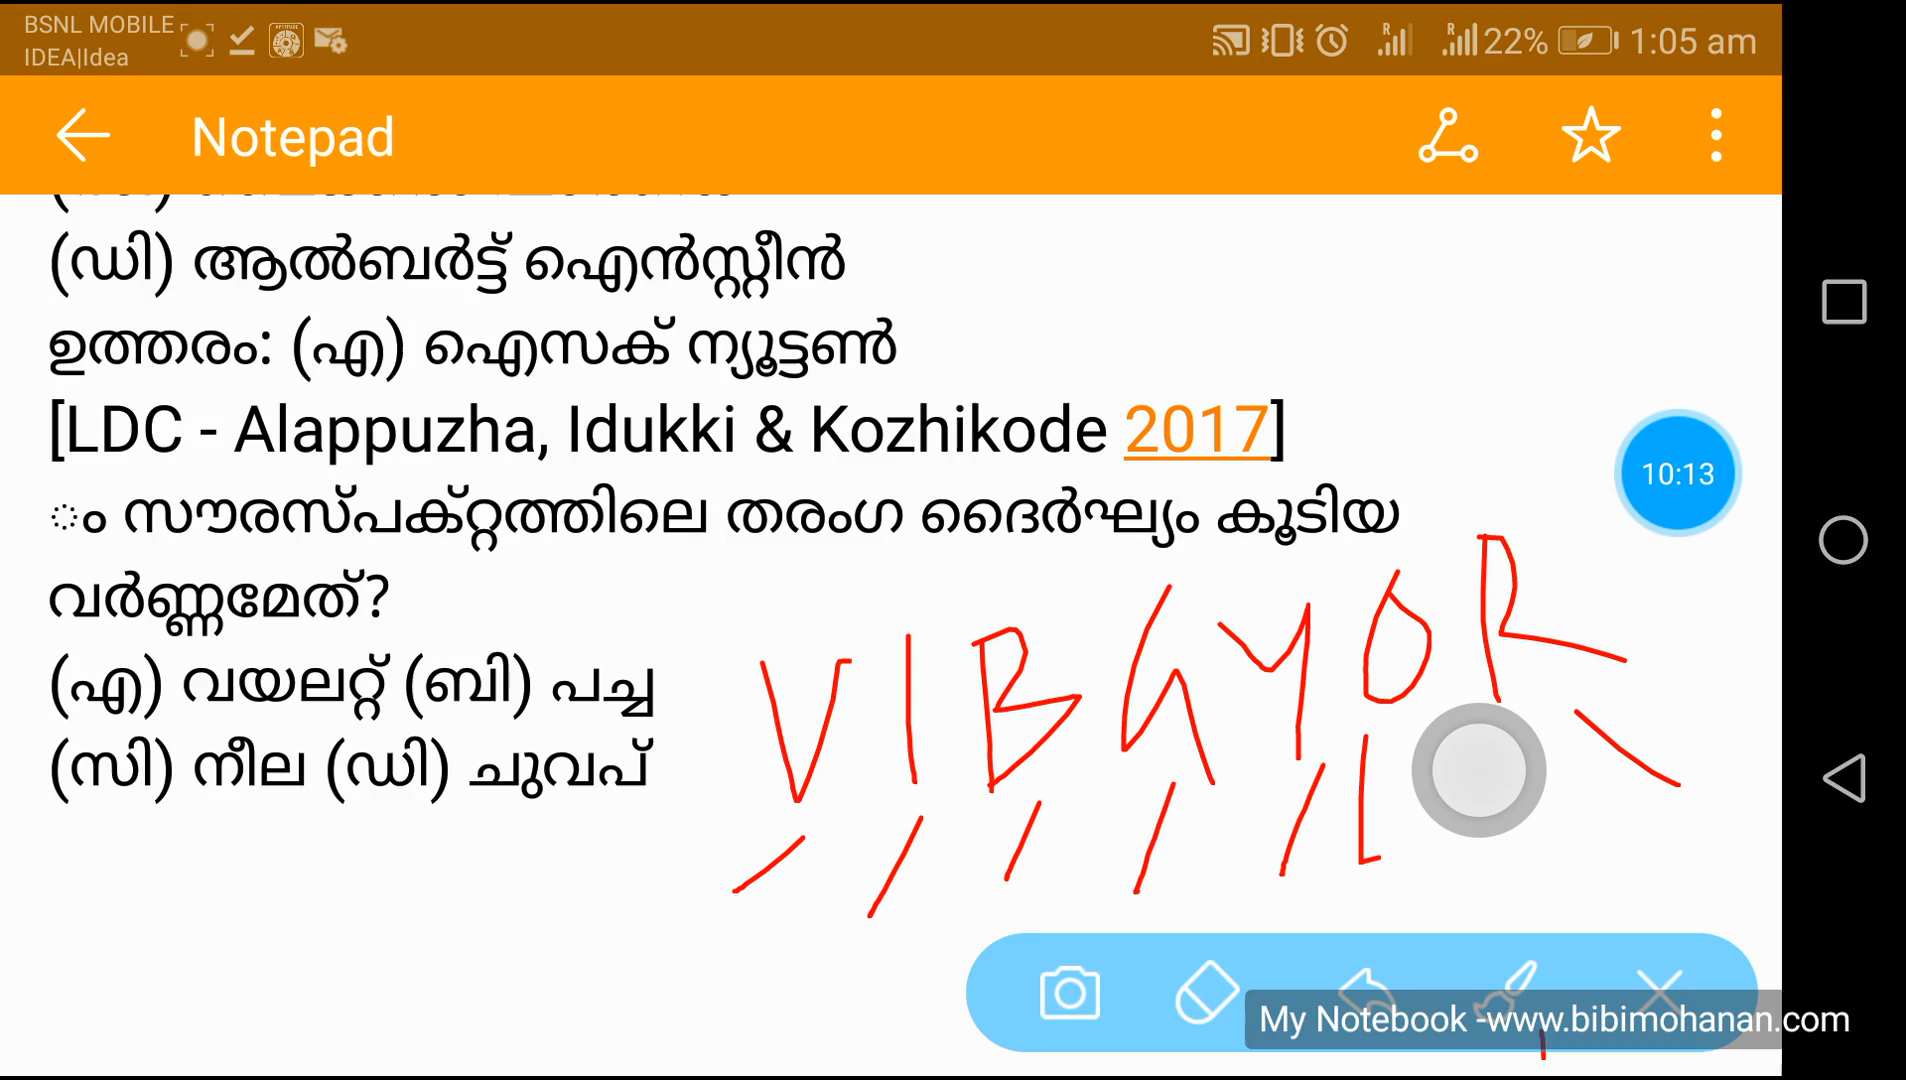 BSNL MOBILE
IDEA|Idea
22% 1:05 am
Notepad
(ഡി) ആൽബർട്ട് ഐൻസ്റ്റീൻ
ഉത്തരം: (എ) ഐസക് ന്യൂട്ടൺ
[LDC - Alappuzha, Idukki & Kozhikode 2017]
10:13
ം സൗരസ്പക്റ്റത്തിലെ തരംഗ ദൈർഘ്യം കൂടിയ
വർണ്ണമേത്?
(എ) വയലറ്റ് (ബി) പച്ച
(സി) നീല (ഡി) ചുവപ്
VIBGYOR
My Notebook -www.bibimohanan.com